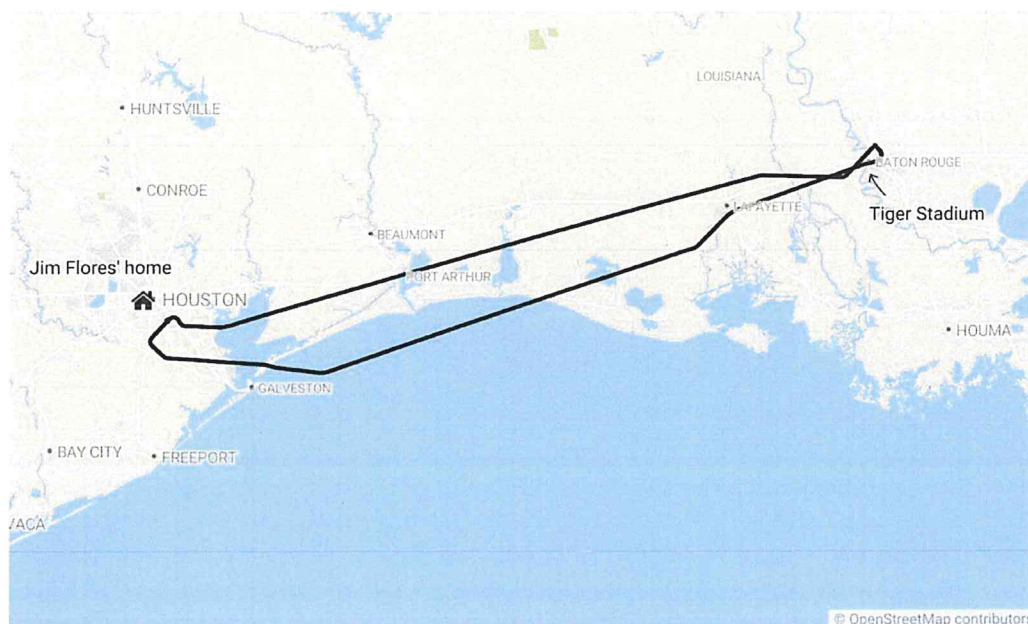 LOUISIANA
HUNTSVILLE
BATON ROUGE
CONROE
LAFAYETTE
Tiger Stadium
BEAUMONT
Jim Flores' home
PORT ARTHUR
HOUSTON
HOUMA
GALVESTON
BAY CITY
FREEPORT
VACA
© OpenStreetMap contributors